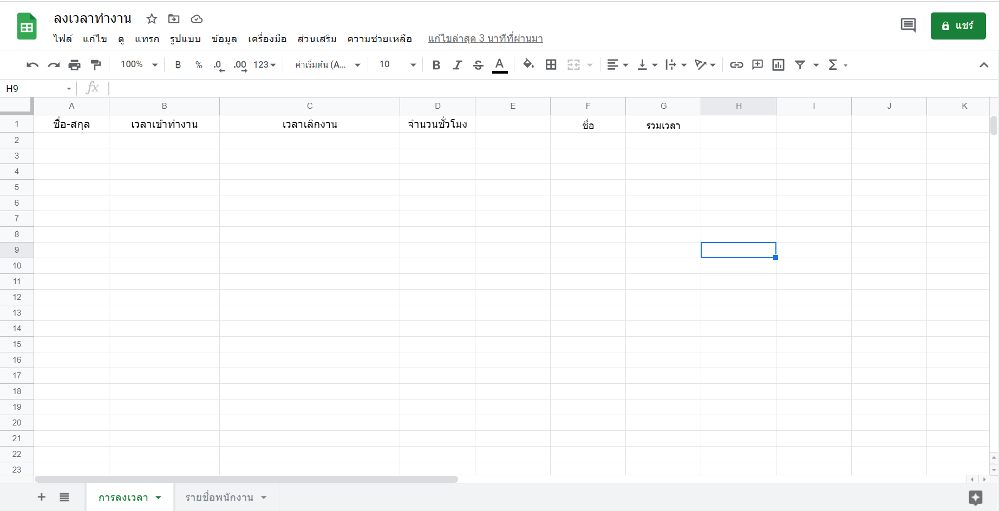 ลงเวลาทำงาน
ไฟล์ แก้ไข ดู แทรก รูปแบบ ข้อมูล เครื่องมือ ส่วนเสริม ความช่วยเหลือ แก้ไขล่าสุด 3 นาทีที่ผ่านมา
แชร์
100% ฿ % .0 .00 123 ค่าเริ่มต้น (A... 10 B I S A Σ
H9 fx
A B C D E F G H I J K
1 ชื่อ-สกุล เวลาเข้าทำงาน เวลาเลิกงาน จำนวนชั่วโมง ชื่อ รวมเวลา
2
3
4
5
6
7
8
9
10
11
12
13
14
15
16
17
18
19
20
21
22
23
การลงเวลา รายชื่อพนักงาน